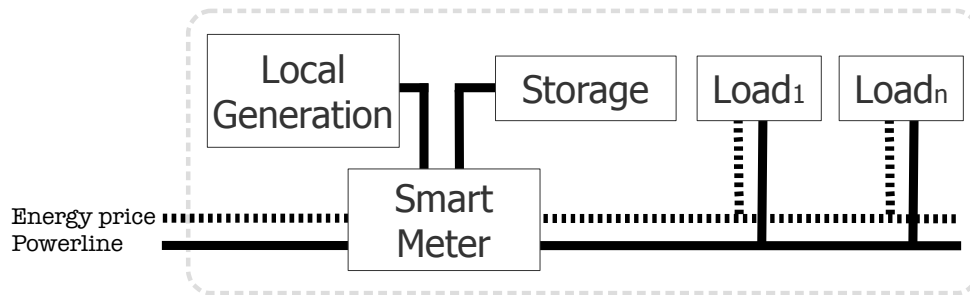 Local
Generation
Storage
Load1
Loadn
Smart
Meter
Energy price
Powerline